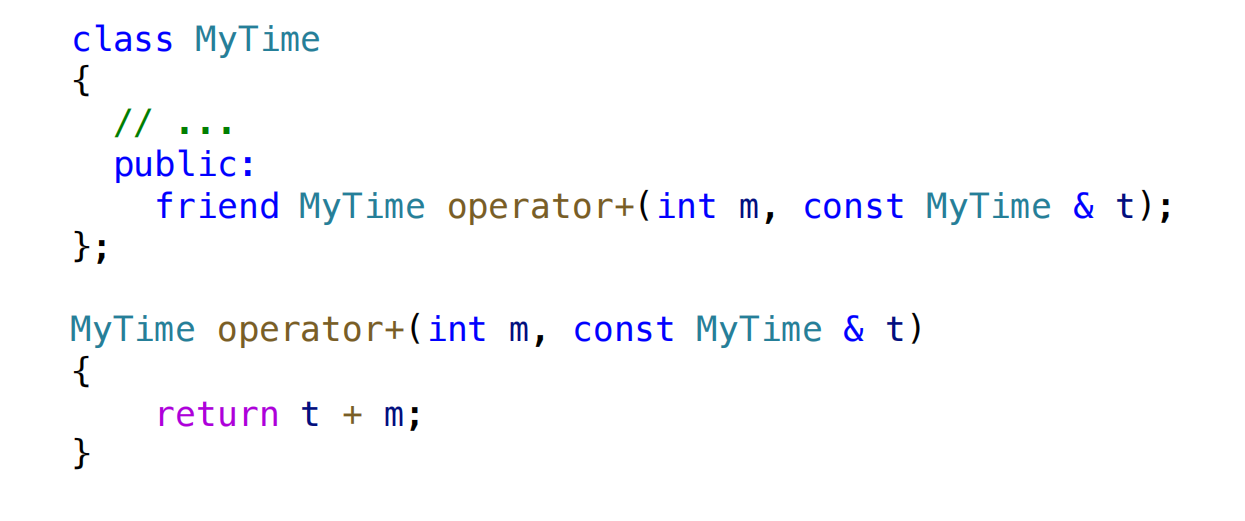 class MyTime
{
  // ...
  public:
    friend MyTime operator+(int m, const MyTime & t);
};

MyTime operator+(int m, const MyTime & t)
{
    return t + m;
}